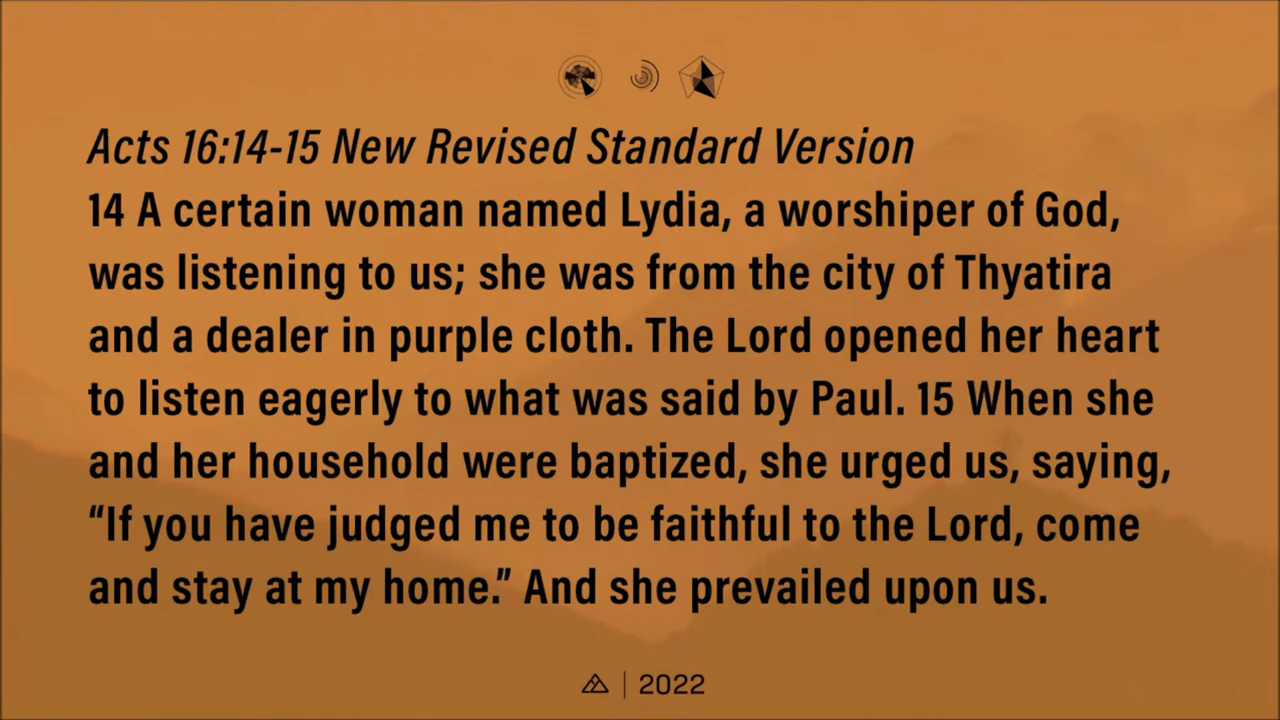 Acts 16:14-15 New Revised Standard Version
14 A certain woman named Lydia, a worshiper of God,
was listening to us; she was from the city of Thyatira
and a dealer in purple cloth. The Lord opened her heart
to listen eagerly to what was said by Paul. 15 When she
and her household were baptized, she urged us, saying,
“If you have judged me to be faithful to the Lord, come
and stay at my home.” And she prevailed upon us.
| 2022